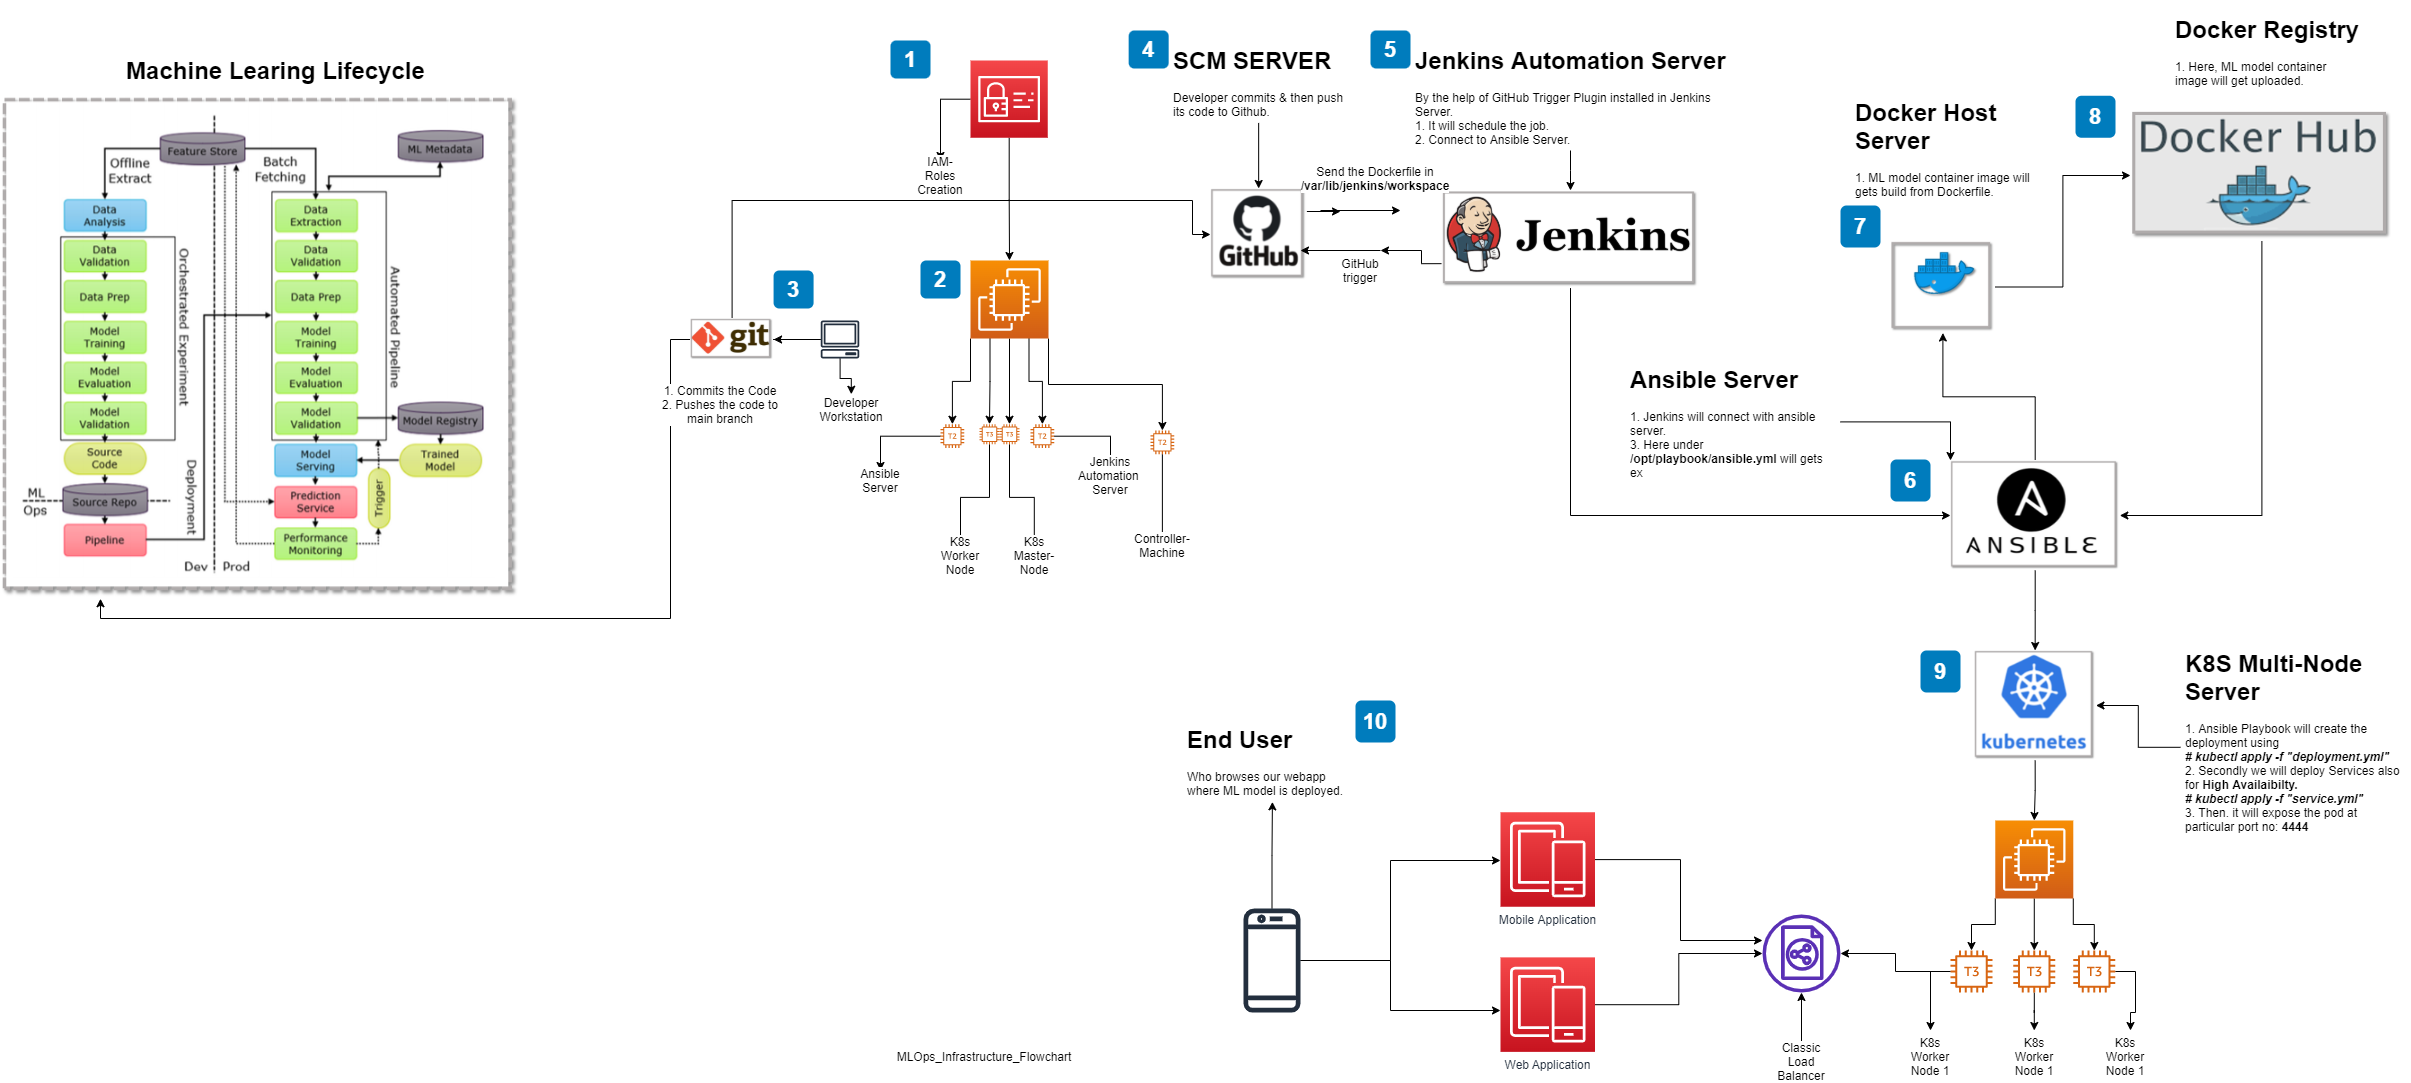 Machine Learing Lifecycle
Feature Store
ML Metadata
Offline
Extract
Batch
Fetching
Data
Analysis
Data
Validation
Data Prep
Model
Training
Model
Evaluation
Model
Validation
Orchestrated Experiment
Source
Code
ML
Ops
Source Repo
Pipeline
Deployment
Data
Extraction
Data
Validation
Data Prep
Model
Training
Model
Evaluation
Model
Validation
Automated Pipeline
Model Registry
Model
Serving
Trained
Model
Prediction
Service
Trigger
Performance
Monitoring
Dev
Prod
1
IAM-
Roles
Creation
2
T2
T3
T3
T2
T2
Ansible
Server
K8s
Worker
Node
K8s
Master-
Node
Jenkins
Automation
Server
Controller-
Machine
3
git
1. Commits the Code
2. Pushes the code to
main branch
Developer
Workstation
4
SCM SERVER
Developer commits & then push
its code to Github.
GitHub
Send the Dockerfile in
/var/lib/jenkins/workspace
GitHub
trigger
5
Jenkins Automation Server
By the help of GitHub Trigger Plugin installed in Jenkins
Server.
1. It will schedule the job.
2. Connect to Ansible Server.
Jenkins
Ansible Server
1. Jenkins will connect with ansible
server.
3. Here under
/opt/playbook/ansible.yml will gets
ex
6
ANSIBLE
Docker Host
Server
1. ML model container image will
gets build from Dockerfile.
7
Docker Registry
1. Here, ML model container
image will get uploaded.
8
Docker Hub
9
kubernetes
K8S Multi-Node
Server
1. Ansible Playbook will create the
deployment using
# kubectl apply -f "deployment.yml"
2. Secondly we will deploy Services also
for High Availaibilty.
# kubectl apply -f "service.yml"
3. Then. it will expose the pod at
particular port no: 4444
T3
T3
T3
K8s
Worker
Node 1
K8s
Worker
Node 1
K8s
Worker
Node 1
10
End User
Who browses our webapp
where ML model is deployed.
Mobile Application
Web Application
Classic
Load
Balancer
MLOps_Infrastructure_Flowchart